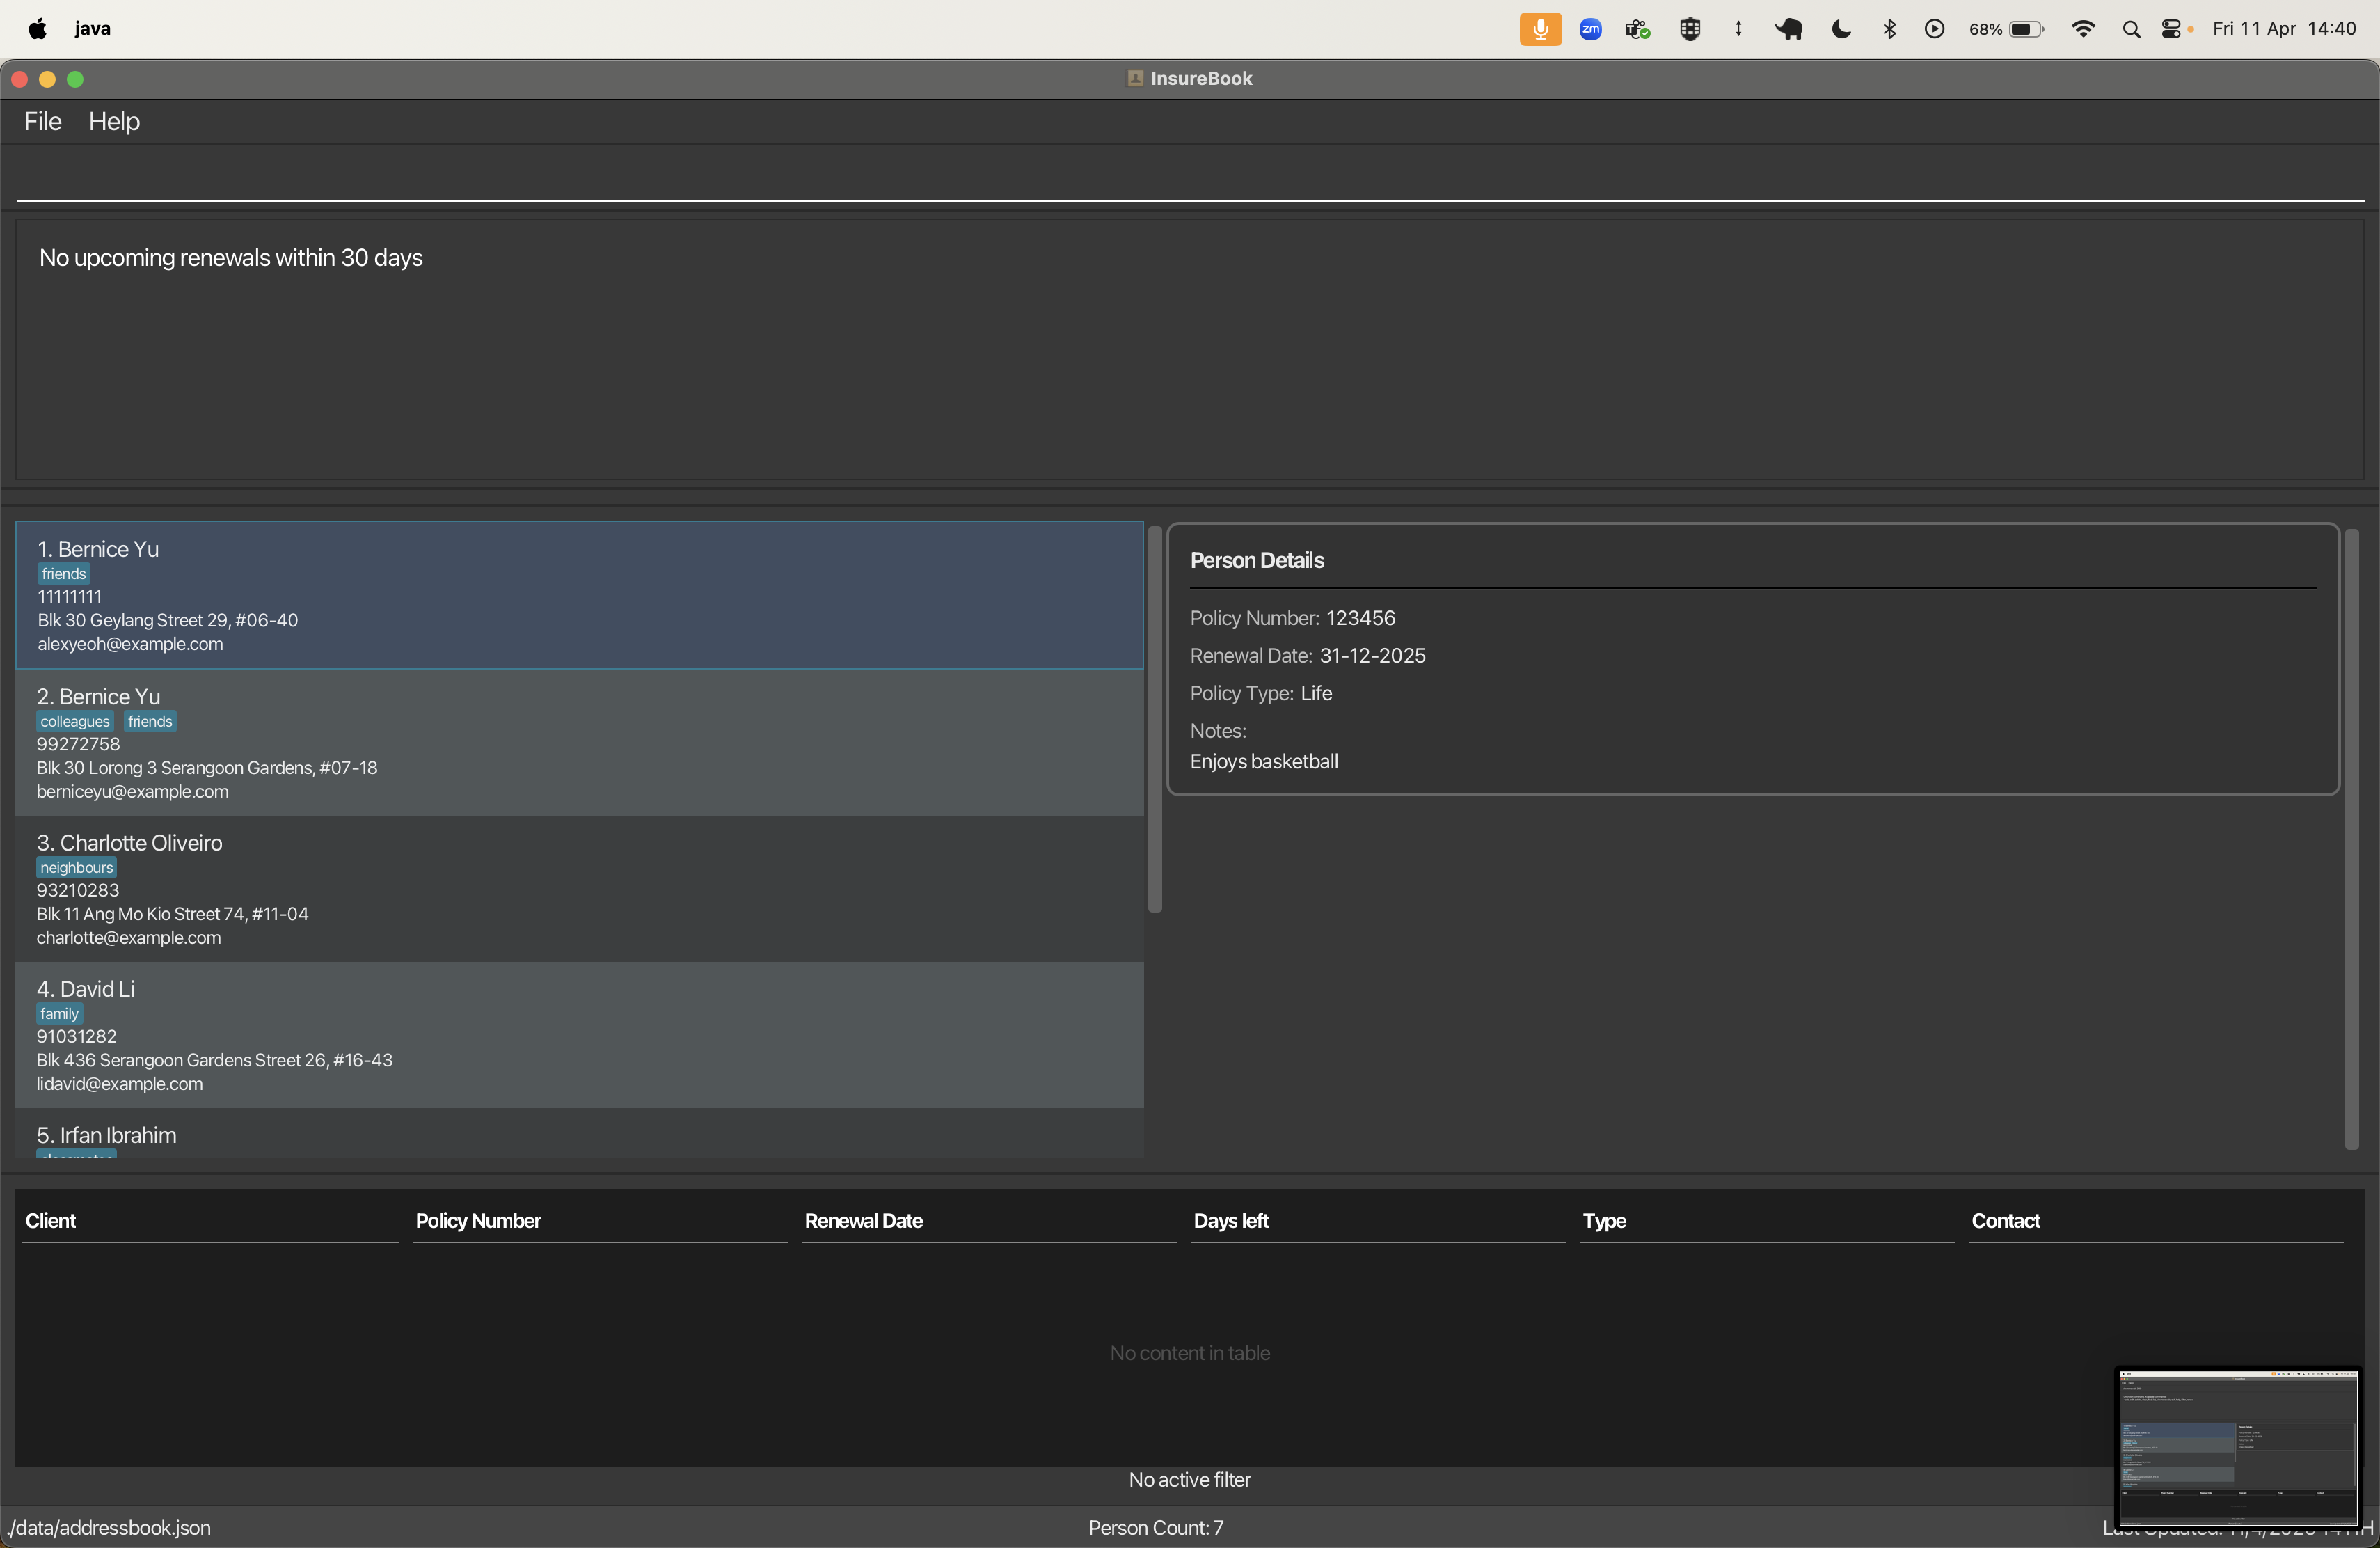 java
zm
68%
Fri 11 Apr 14:40
InsureBook
File Help
No upcoming renewals within 30 days
1. Bernice Yu
friends
11111111
Blk 30 Geylang Street 29, #06-40
alexyeoh@example.com
2. Bernice Yu
colleagues friends
99272758
Blk 30 Lorong 3 Serangoon Gardens, #07-18
berniceyu@example.com
3. Charlotte Oliveiro
neighbours
93210283
Blk 11 Ang Mo Kio Street 74, #11-04
charlotte@example.com
4. David Li
family
91031282
Blk 436 Serangoon Gardens Street 26, #16-43
lidavid@example.com
5. Irfan Ibrahim
Person Details
Policy Number: 123456
Renewal Date: 31-12-2025
Policy Type: Life
Notes:
Enjoys basketball
Client Policy Number Renewal Date Days left Type Contact
No content in table
No active filter
./data/addressbook.json
Person Count: 7
Last Updated: